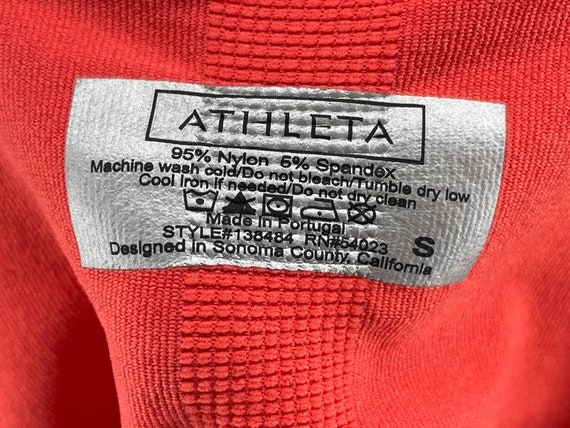 ATHLETA
95% Nylon 5% Spandex
Machine wash cold/Do not bleach/Tumble dry low
Cool Iron if needed/Do not dry clean
Made in Portugal
STYLE#138484 RN#54023 S
Designed in Sonoma County, California